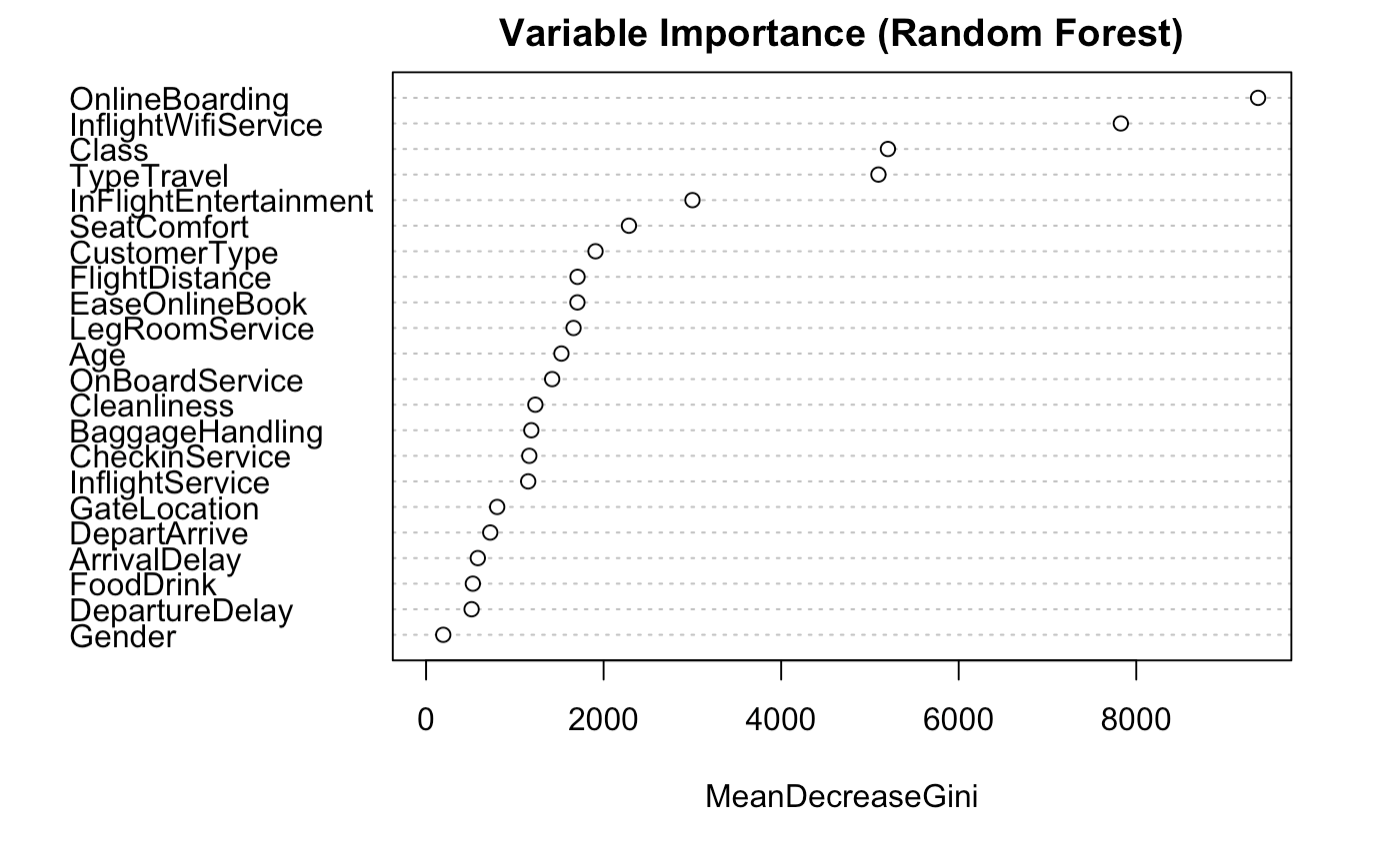 Variable Importance (Random Forest)
OnlineBoarding
InflightWifiService
Class
TypeTravel
InFlightEntertainment
SeatComfort
CustomerType
FlightDistance
EaseOnlineBook
LegRoomService
Age
OnBoardService
Cleanliness
BaggageHandling
CheckinService
InflightService
GateLocation
DepartArrive
ArrivalDelay
FoodDrink
DepartureDelay
Gender
0 2000 4000 6000 8000
MeanDecreaseGini